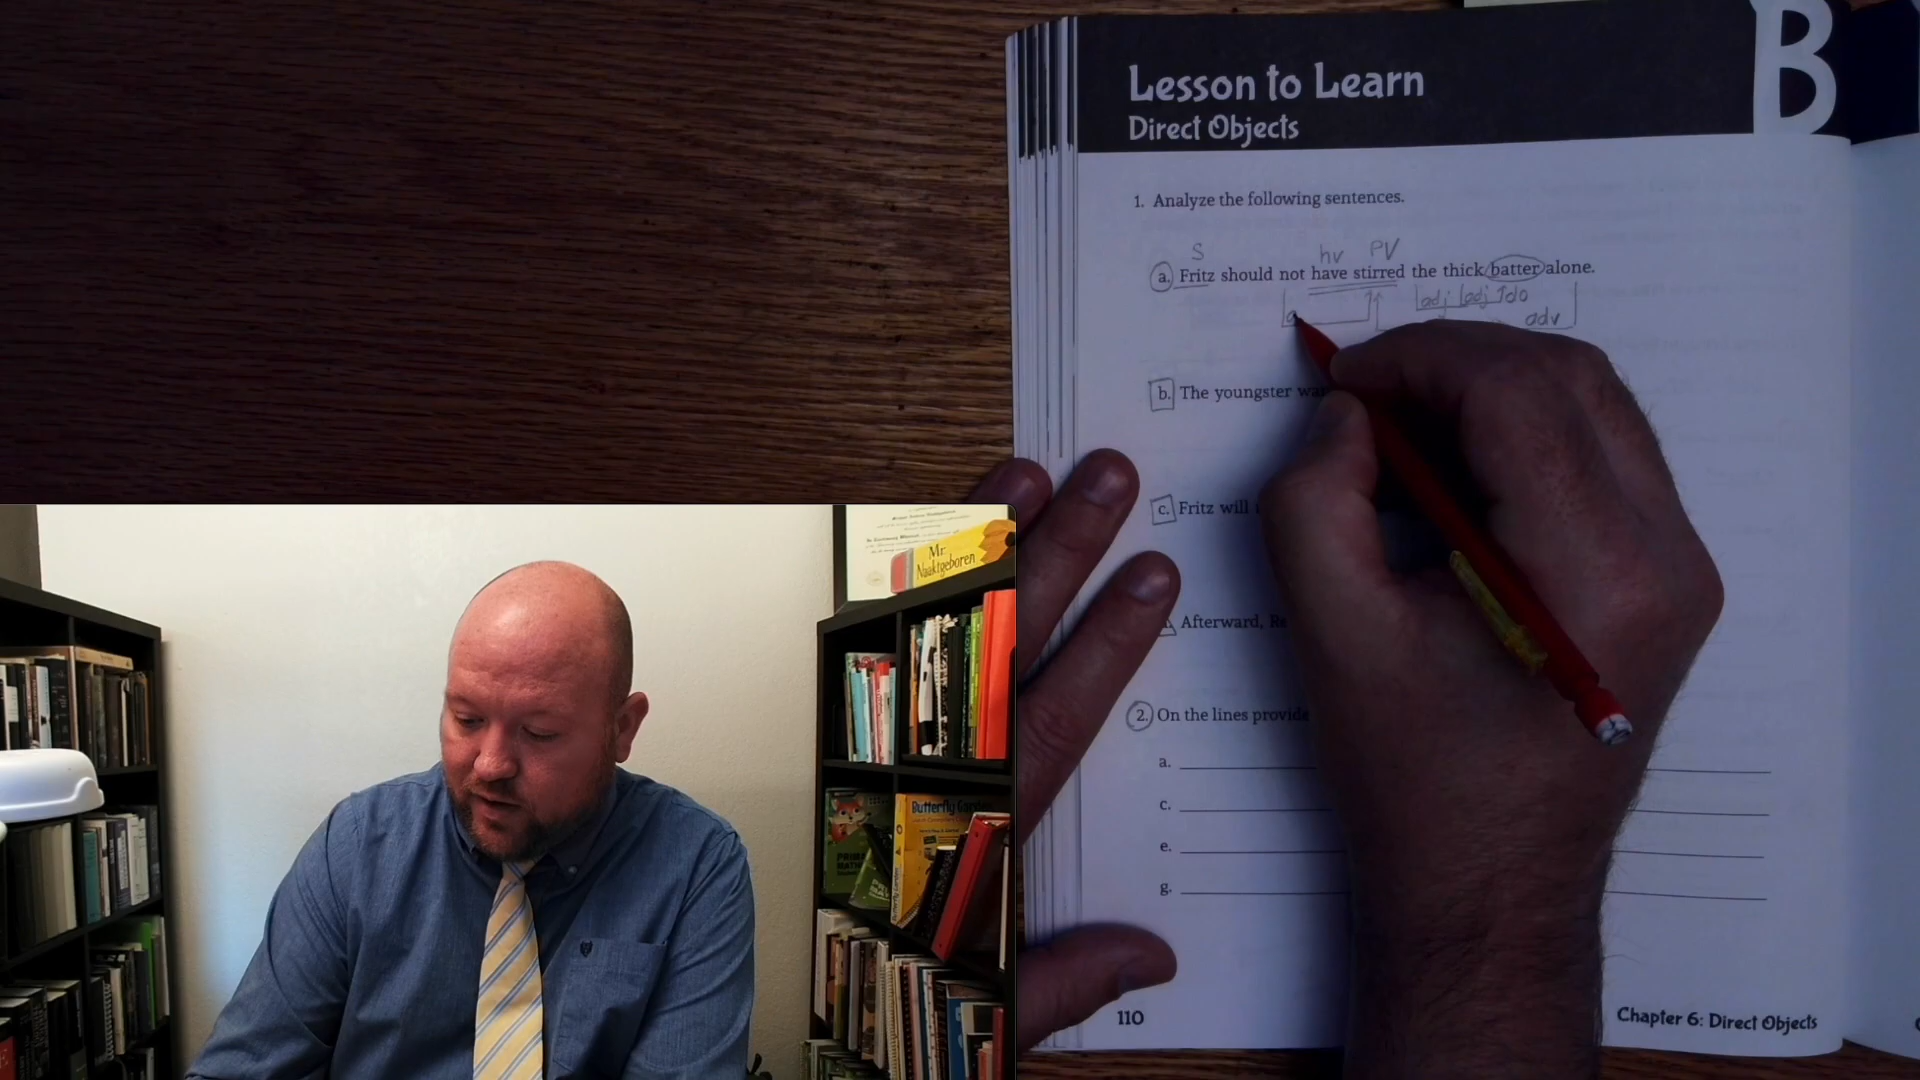 B
Lesson to Learn
Direct Objects
1. Analyze the following sentences.
S hv PV
a. Fritz should not have stirred the thick batter alone.
adj adj do
adv
b. The youngster
c. Fritz will
Afterward,
2. On the lines
a.
c.
e.
g.
110
Chapter 6: Direct Objects
Mr.
Naaktgeboren
Butterfly